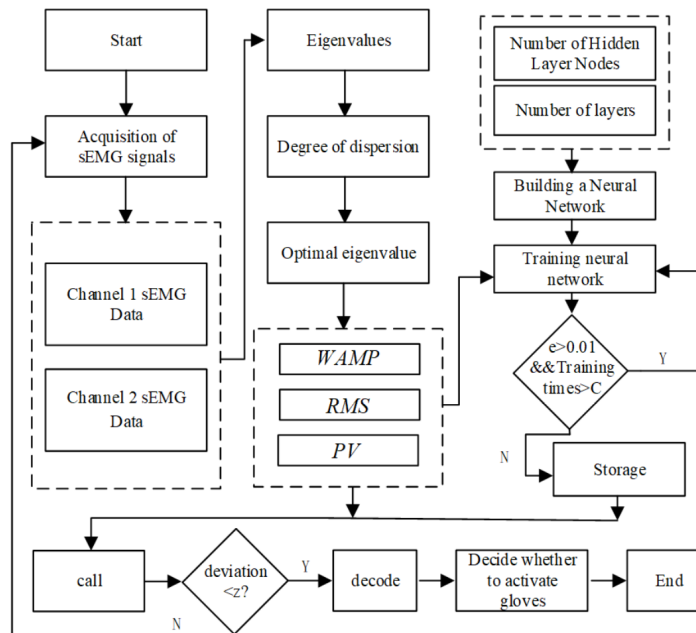 Start
Acquisition of
sEMG signals
Channel 1 sEMG
Data
Channel 2 sEMG
Data
Eigenvalues
Degree of dispersion
Optimal eigenvalue
WAMP
RMS
PV
Number of Hidden
Layer Nodes
Number of layers
Building a Neural
Network
Training neural
network
e>0.01
&&Training
times>C
Y
N
Storage
call
deviation
<z?
Y
N
decode
Decide whether
to activate
gloves
End